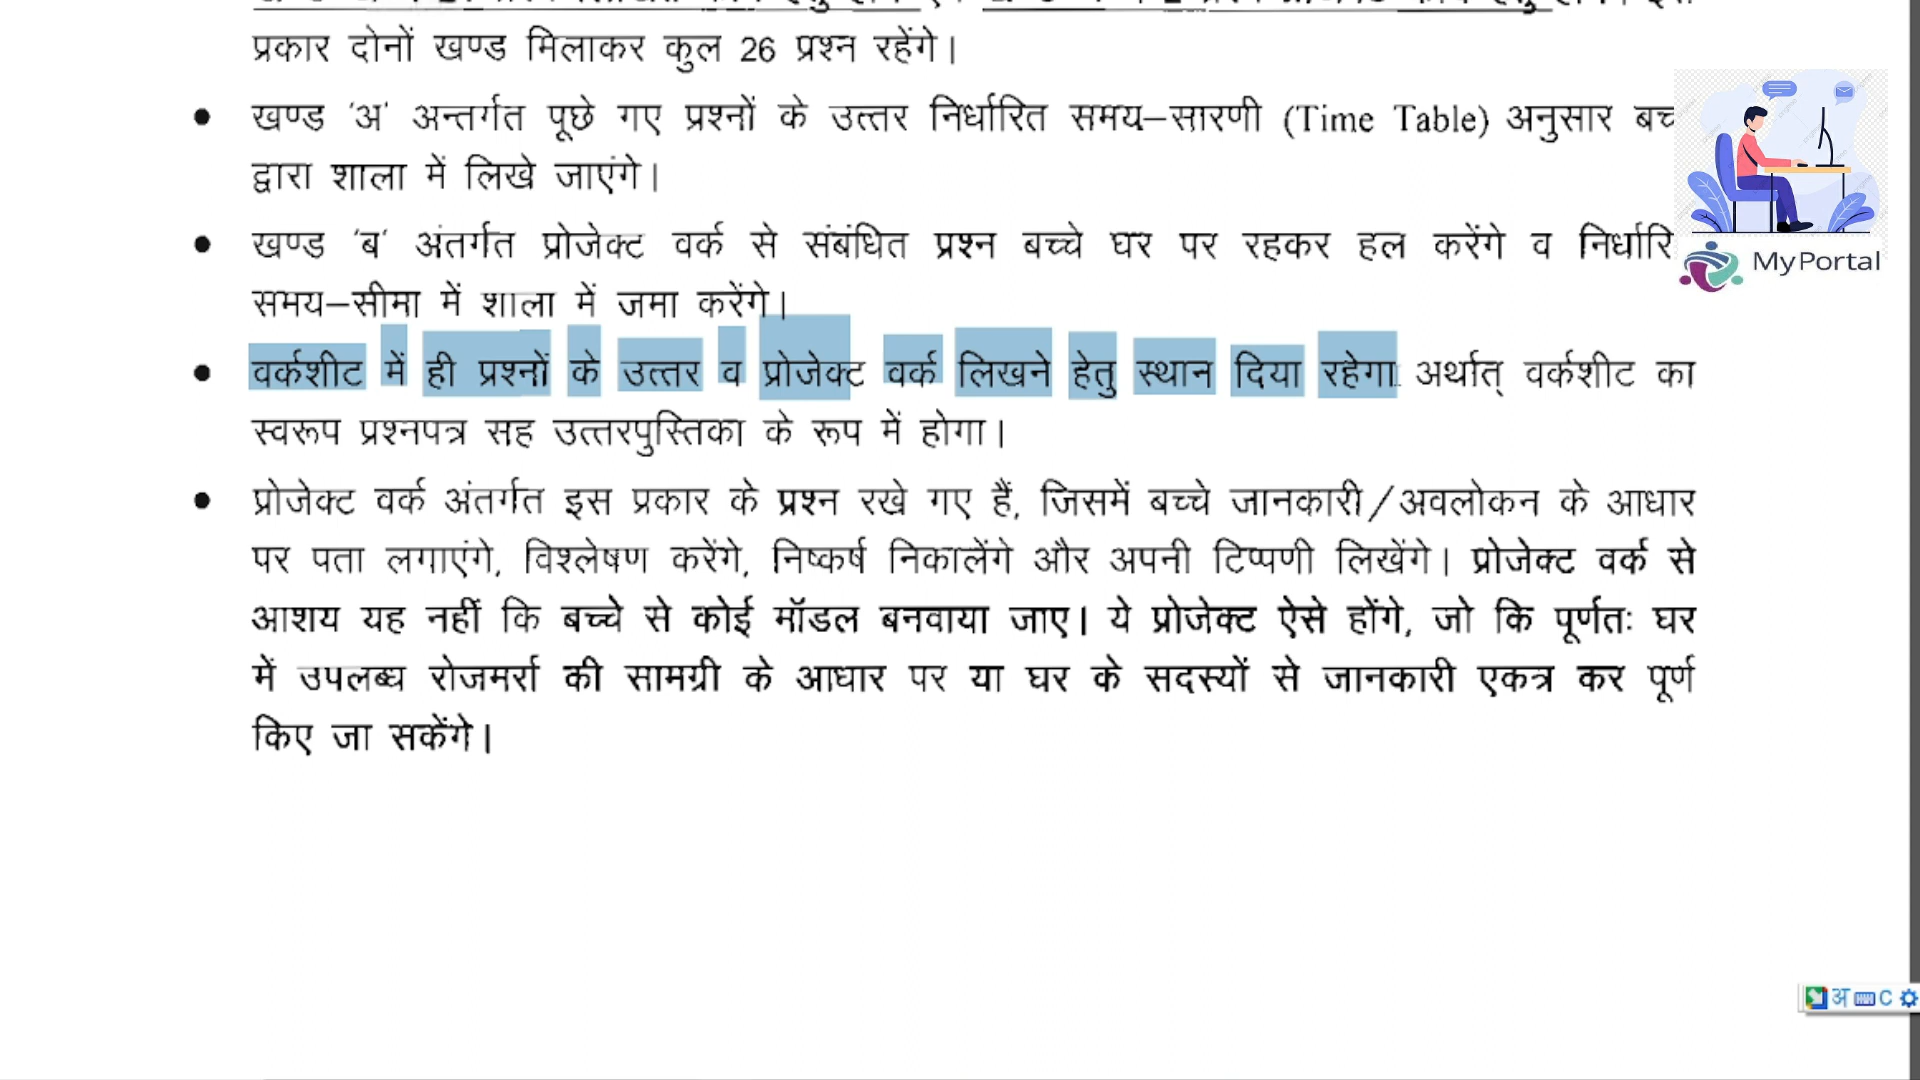 प्रकार दोनों खण्ड मिलाकर कुल 26 प्रश्न रहेंगे।
• खण्ड 'अ' अन्तर्गत पूछे गए प्रश्नों के उत्तर निर्धारित समय–सारणी (Time Table) अनुसार
द्वारा शाला में लिखे जाएंगे।
• खण्ड 'ब' अंतर्गत प्रोजेक्ट वर्क से संबंधित प्रश्न बच्चे घर पर रहकर हल करेंगे व
समय–सीमा में शाला में जमा करेंगे।
• वर्कशीट में ही प्रश्नों के उत्तर व प्रोजेक्ट वर्क लिखने हेतु स्थान दिया रहेगा अर्थात् वर्कशीट का
स्वरूप प्रश्नपत्र सह उत्तरपुस्तिका के रूप में होगा।
• प्रोजेक्ट वर्क अंतर्गत इस प्रकार के प्रश्न रखे गए हैं, जिसमें बच्चे जानकारी/अवलोकन के आधार
पर पता लगाएंगे, विश्लेषण करेंगे, निष्कर्ष निकालेंगे और अपनी टिप्पणी लिखेंगे। प्रोजेक्ट वर्क से
आशय यह नहीं कि बच्चे से कोई मॉडल बनवाया जाए। ये प्रोजेक्ट ऐसे होंगे, जो कि पूर्णतः घर
में उपलब्ध रोजमर्रा की सामग्री के आधार पर या घर के सदस्यों से जानकारी एकत्र कर पूर्ण
किए जा सकेंगे।
MyPortal
अ C